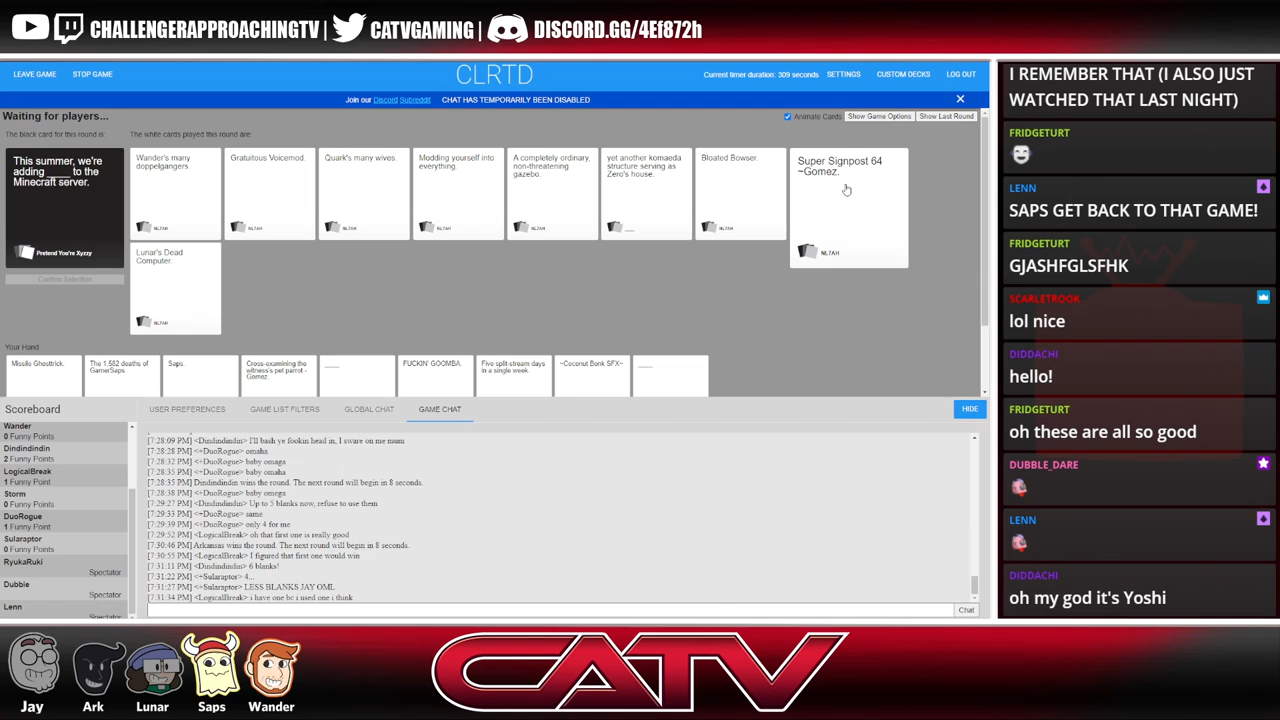 CHALLENGERAPPROACHINGTV | CATVGAMING | DISCORD.GG/4Ef872h
LEAVE GAME STOP GAME CLRTD Current timer duration: 309 seconds SETTINGS CUSTOM DECKS LOG OUT
Join our Discord Subreddit CHAT HAS TEMPORARILY BEEN DISABLED
Waiting for players...
Animate Cards Show Game Options Show Last Round
The black card for this round is:
The white cards played this round are:
This summer, we're
adding ____ to the
Minecraft server.
Pretend You're Xyzzy
Confirm Selection
Wander's many
doppelgangers.
NL7AH
Gratuitous Voicemod.
NL7AH
Quark's many wives.
NL7AH
Modding yourself into
everything.
NL7AH
A completely ordinary,
non-threatening
gazebo.
NL7AH
yet another komaeda
structure serving as
Zero's house.
____
Bloated Bowser.
NL7AH
Super Signpost 64
~Gomez.
NL7AH
Lunar's Dead
Computer.
NL7AH
Your Hand
Missile Ghosttrick.
The 1,582 deaths of
GamerSaps.
Saps.
Cross-examining the
witness's pet parrot -
Gomez
____
FUCKIN' GOOMBA.
Five split-stream days
in a single week.
~Coconut Bonk SFX~
____
Scoreboard
Wander
0 Funny Points
Dindindindin
2 Funny Points
LogicalBreak
1 Funny Point
Storm
0 Funny Points
DuoRogue
1 Funny Point
Sularaptor
0 Funny Points
RyukaRuki
Spectator
Dubbie
Spectator
Lenn
Spectator
USER PREFERENCES GAME LIST FILTERS GLOBAL CHAT GAME CHAT HIDE
[7:28:09 PM] <Dindindindin> I'll bash ye fookin head in, I sware on me mum
[7:28:28 PM] <+DuoRogue> omaha
[7:28:32 PM] <+DuoRogue> baby omaga
[7:28:35 PM] <+DuoRogue> baby omaha
[7:28:35 PM] Dindindindin wins the round. The next round will begin in 8 seconds.
[7:28:38 PM] <+DuoRogue> baby omega
[7:29:27 PM] <Dindindindin> Up to 5 blanks now, refuse to use them
[7:29:33 PM] <+DuoRogue> same
[7:29:39 PM] <+DuoRogue> only 4 for me
[7:29:52 PM] <LogicalBreak> oh that first one is really good
[7:30:46 PM] Arkansas wins the round. The next round will begin in 8 seconds.
[7:30:55 PM] <LogicalBreak> I figured that first one would win
[7:31:11 PM] <Dindindindin> 6 blanks!
[7:31:22 PM] <+Sularaptor> 4...
[7:31:27 PM] <+Sularaptor> LESS BLANKS JAY OML
[7:31:34 PM] <LogicalBreak> i have one bc i used one i think
Chat
I REMEMBER THAT (I ALSO JUST
WATCHED THAT LAST NIGHT)
FRIDGETURT
LENN
SAPS GET BACK TO THAT GAME!
FRIDGETURT
GJASHFGLSFHK
SCARLETROOK
lol nice
DIDDACHI
hello!
FRIDGETURT
oh these are all so good
DUBBLE_DARE
LENN
DIDDACHI
oh my god it's Yoshi
Jay Ark Lunar Saps Wander
CATV